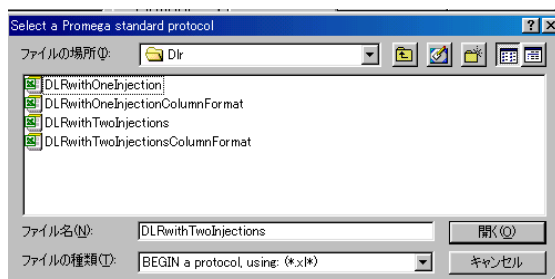 Select a Promega standard protocol
ファイルの場所(I):
Dlr
DLRwithOneInjection
DLRwithOneInjectionColumnFormat
DLRwithTwoInjections
DLRwithTwoInjectionsColumnFormat
ファイル名(N): DLRwithTwoInjections 開く(O)
ファイルの種類(T): BEGIN a protocol, using: (*.xl*) キャンセル